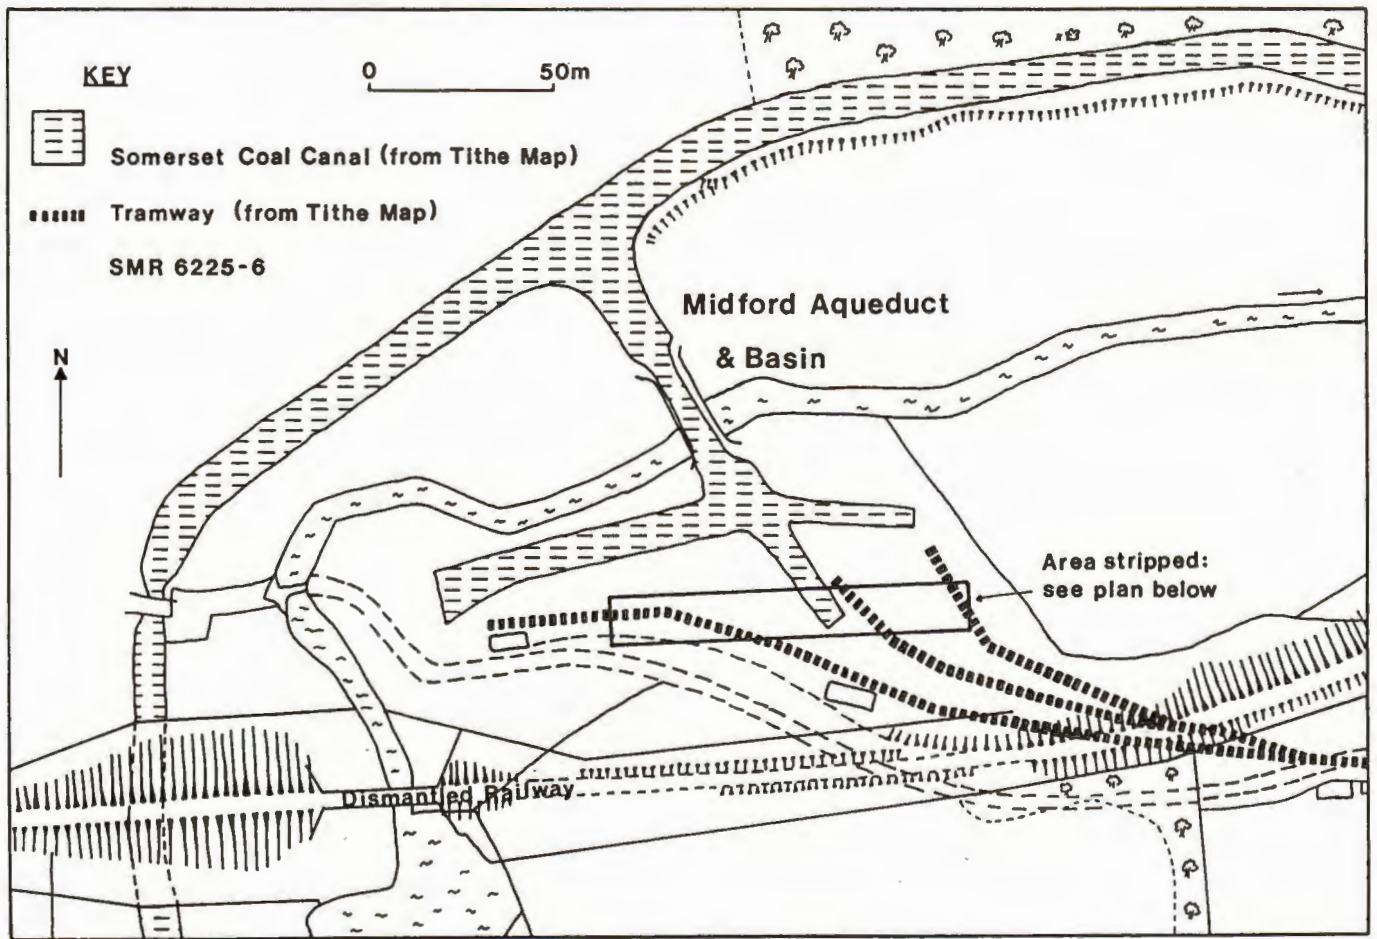 KEY
0 50m
Somerset Coal Canal (from Tithe Map)
Tramway (from Tithe Map)
SMR 6225-6
N
Midford Aqueduct
& Basin
Area stripped:
see plan below
Dismantled Railway